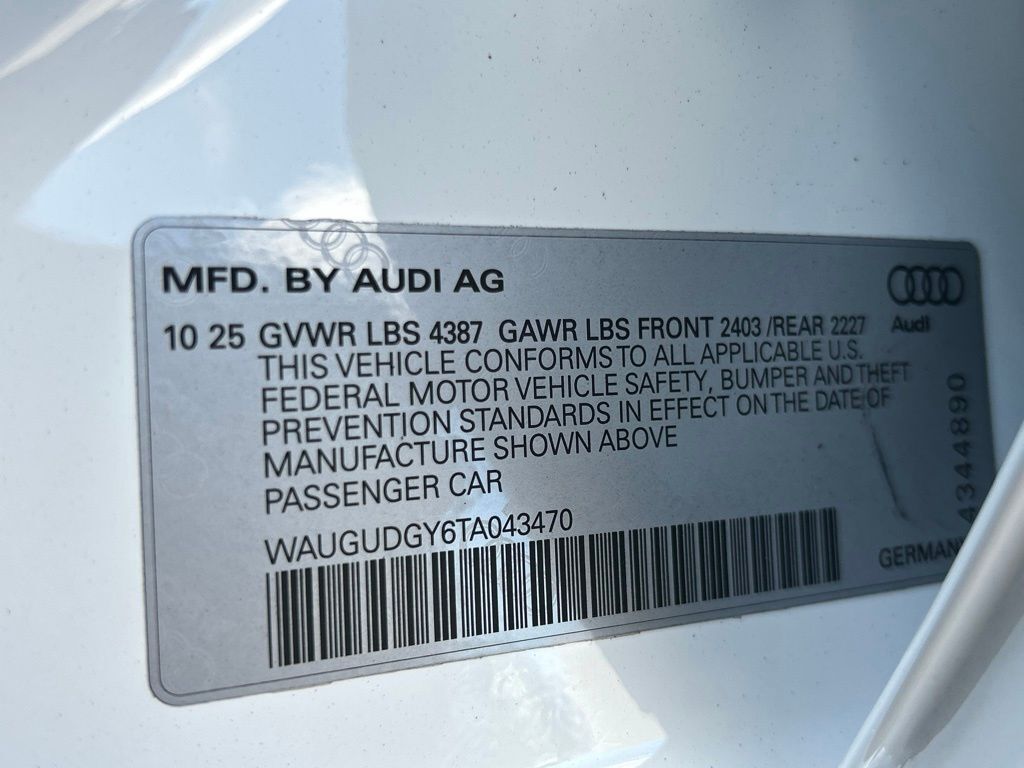 MFD. BY AUDI AG
Audi
10 25 GVWR LBS 4387 GAWR LBS FRONT 2403 /REAR 2227
THIS VEHICLE CONFORMS TO ALL APPLICABLE U.S.
FEDERAL MOTOR VEHICLE SAFETY, BUMPER AND THEFT
PREVENTION STANDARDS IN EFFECT ON THE DATE OF
MANUFACTURE SHOWN ABOVE
PASSENGER CAR
WAUGUDGY6TA043470
4344890
GERMANY